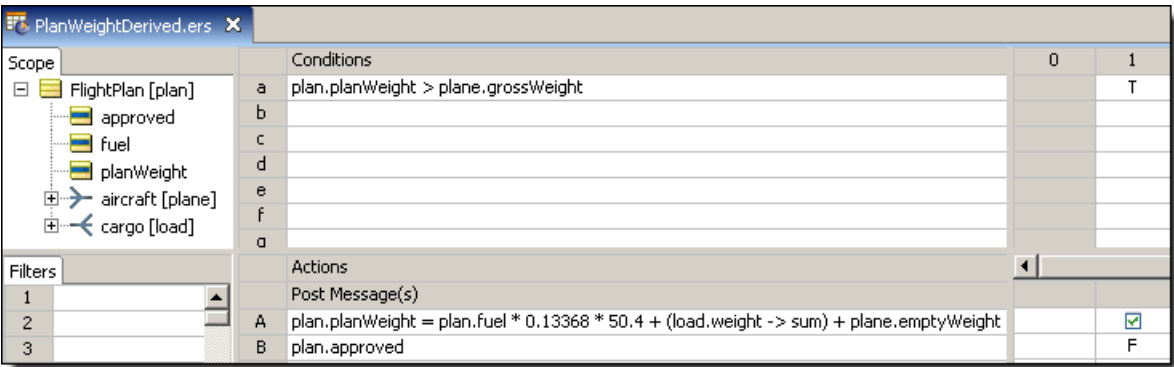 PlanWeightDerived.ers
Scope
FlightPlan [plan]
approved
fuel
planWeight
aircraft [plane]
cargo [load]
Conditions 0 1
a plan.planWeight > plane.grossWeight T
b
c
d
e
f
g
Filters
1
2
3
Actions
Post Message(s)
A plan.planWeight = plan.fuel * 0.13368 * 50.4 + (load.weight -> sum) + plane.emptyWeight
B plan.approved F